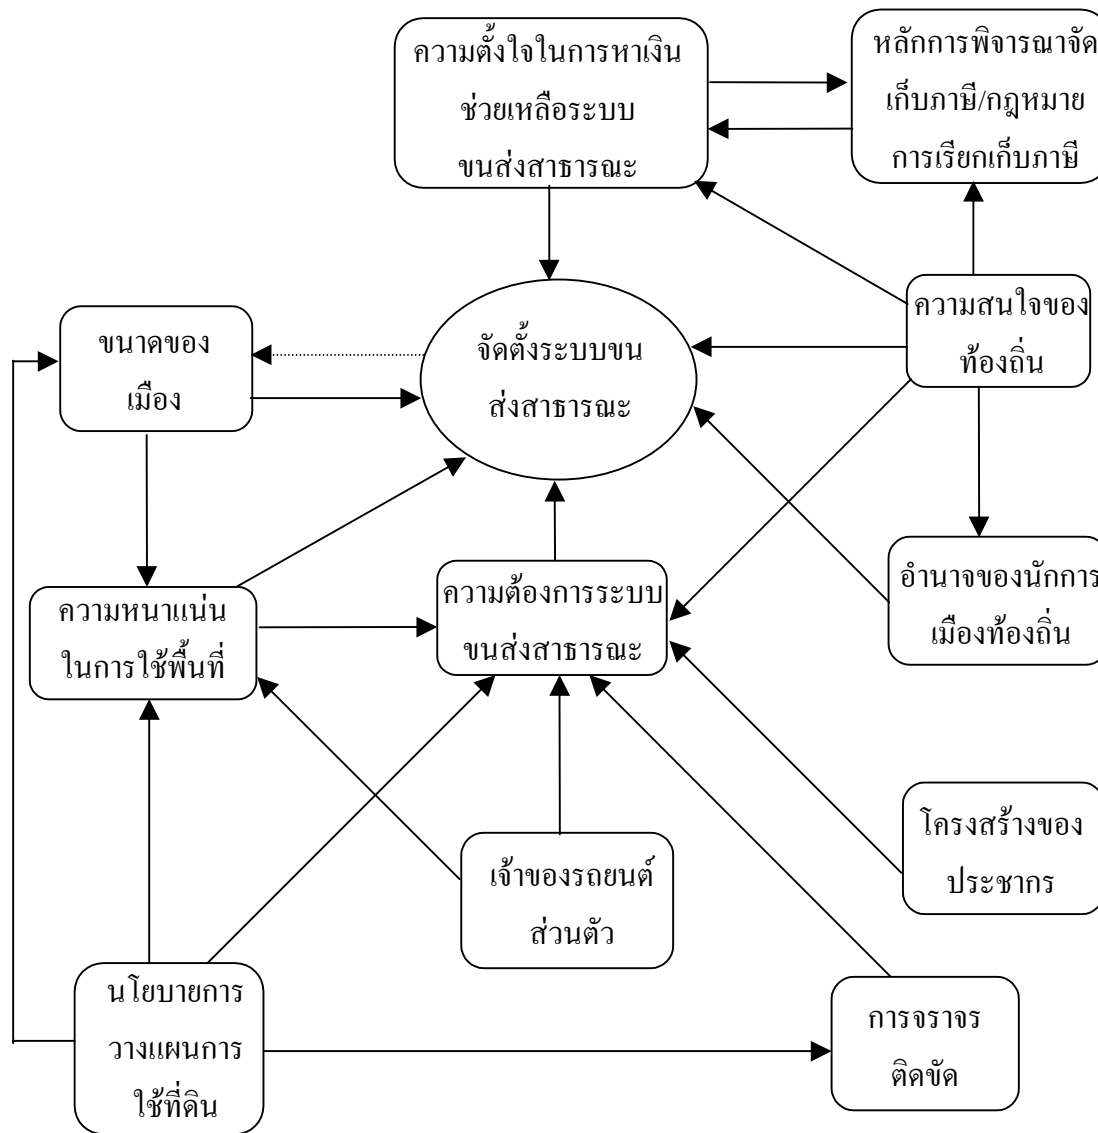 ความตั้งใจในการหาเงิน
ช่วยเหลือระบบ
ขนส่งสาธารณะ
หลักการพิจารณาจัด
เก็บภาษี/กฎหมาย
การเรียกเก็บภาษี
ความสนใจของ
ท้องถิ่น
ขนาดของ
เมือง
จัดตั้งระบบขน
ส่งสาธารณะ
อำนาจของนักการ
เมืองท้องถิ่น
ความหนาแน่น
ในการใช้พื้นที่
ความต้องการระบบ
ขนส่งสาธารณะ
โครงสร้างของ
ประชากร
เจ้าของรถยนต์
ส่วนตัว
นโยบายการ
วางแผนการ
ใช้ที่ดิน
การจราจร
ติดขัด